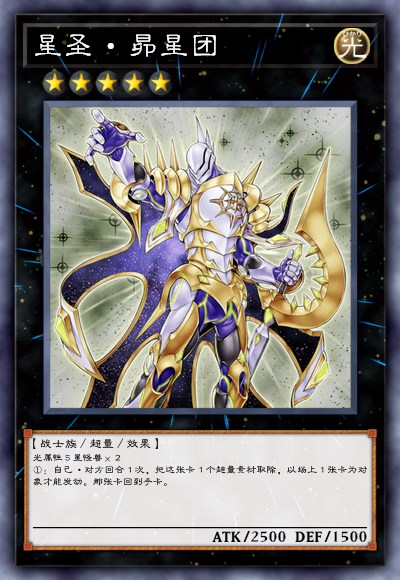 星圣·昴星团
光
【战士族／超量／效果】
光属性５星怪兽×２
①：自己·对方回合１次，把这张卡１个超量素材取除，以场上１张卡为对
象才能发动。那张卡回到手卡。
ATK/2500 DEF/1500